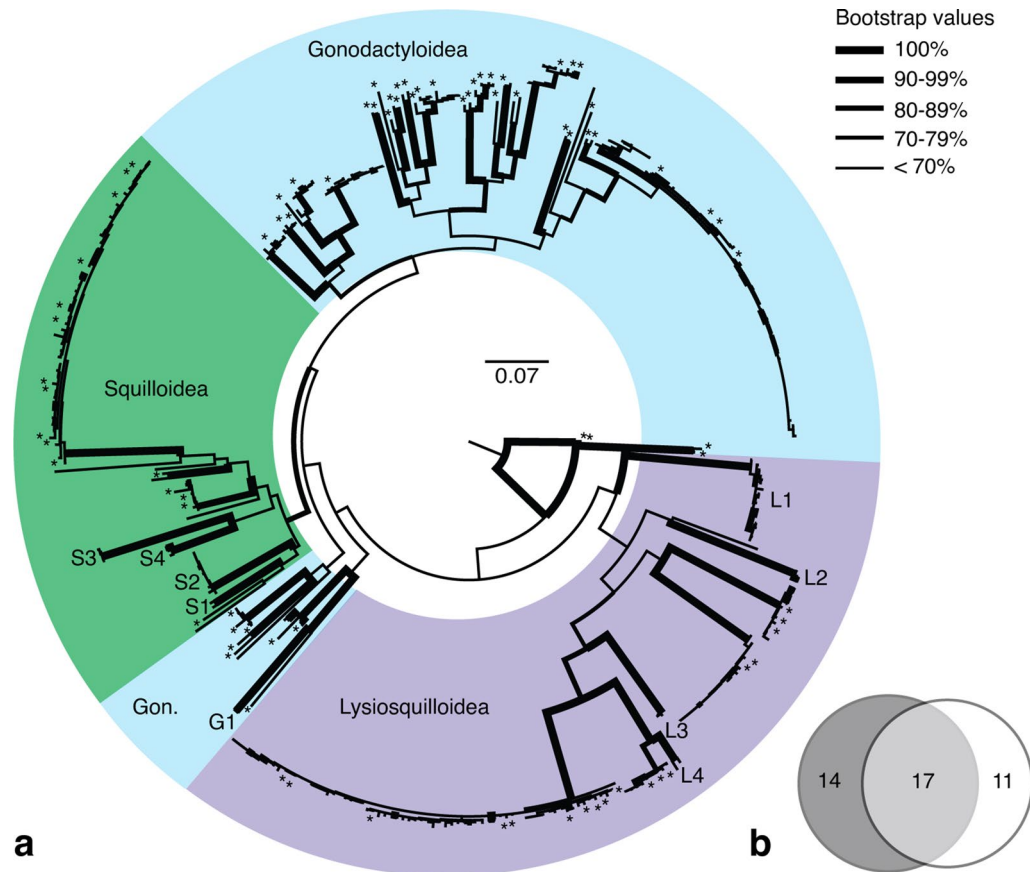 Bootstrap values
100%
90-99%
80-89%
70-79%
< 70%
Gonodactyloidea
0.07
Squilloidea
L1
S3
S4
L2
S2
S1
Gon.
G1
Lysiosquilloidea
L3
L4
14
17
11
a
b